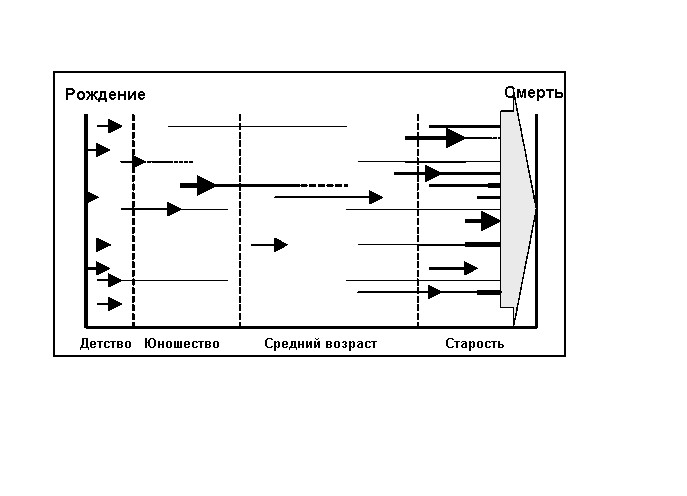 Рождение
Смерть
Детство
Юношество
Средний возраст
Старость